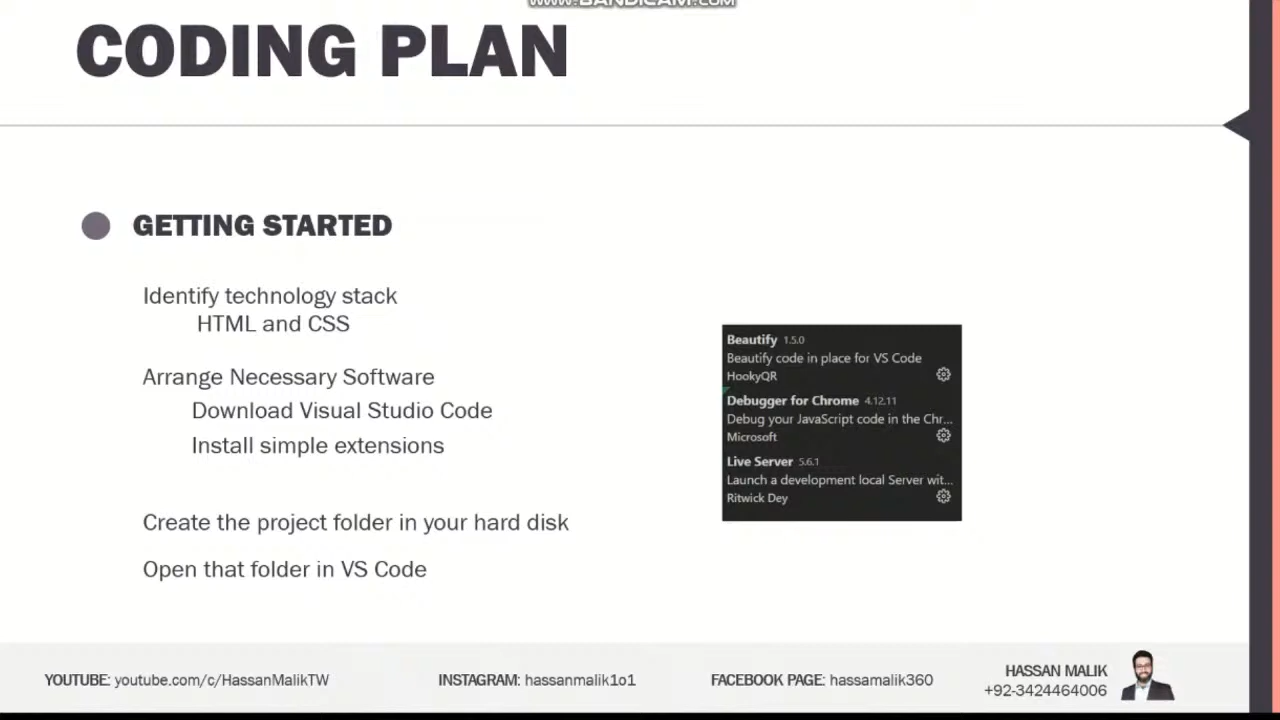 www.BANDICAM.com
CODING PLAN
GETTING STARTED
Identify technology stack
HTML and CSS
Arrange Necessary Software
Download Visual Studio Code
Install simple extensions
Create the project folder in your hard disk
Open that folder in VS Code
Beautify 1.5.0
Beautify code in place for VS Code
HookyQR
Debugger for Chrome 4.12.11
Debug your JavaScript code in the Chr...
Microsoft
Live Server 5.6.1
Launch a development local Server wit...
Ritwick Dey
YOUTUBE: youtube.com/c/HassanMalikTW
INSTAGRAM: hassanmalik1o1
FACEBOOK PAGE: hassamalik360
HASSAN MALIK
+92-3424464006